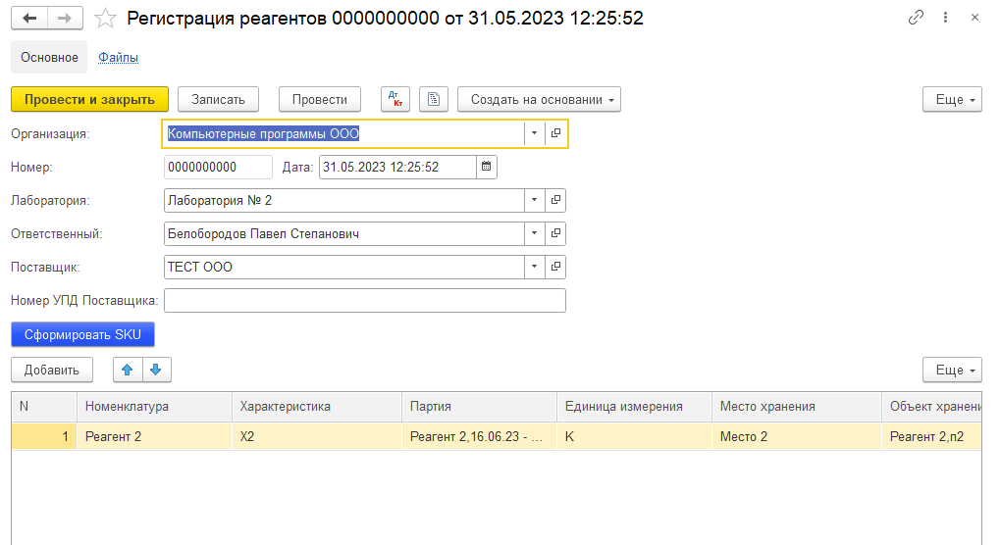 Регистрация реагентов 0000000000 от 31.05.2023 12:25:52
Основное Файлы
Провести и закрыть Записать Провести Дт Кт Создать на основании Еще
Организация: Компьютерные программы ООО
Номер: 0000000000 Дата: 31.05.2023 12:25:52
Лаборатория: Лаборатория № 2
Ответственный: Белобородов Павел Степанович
Поставщик: ТЕСТ ООО
Номер УПД Поставщика:
Сформировать SKU
Добавить Еще
N Номенклатура Характеристика Партия Единица измерения Место хранения Объект хранени
1 Реагент 2 Х2 Реагент 2,16.06.23 - ... К Место 2 Реагент 2,п2